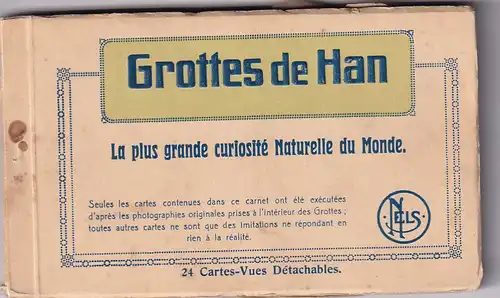 Grottes de Han
La plus grande curiosité Naturelle du Monde.
Seules les cartes contenues dans ce carnet ont été exécutées
d'après les photographies originales prises à l'Intérieur des Grottes ;
toutes autres cartes ne sont que des Imitations ne répondant en
rien à la réalité.
NELS
24 Cartes-Vues Détachables.